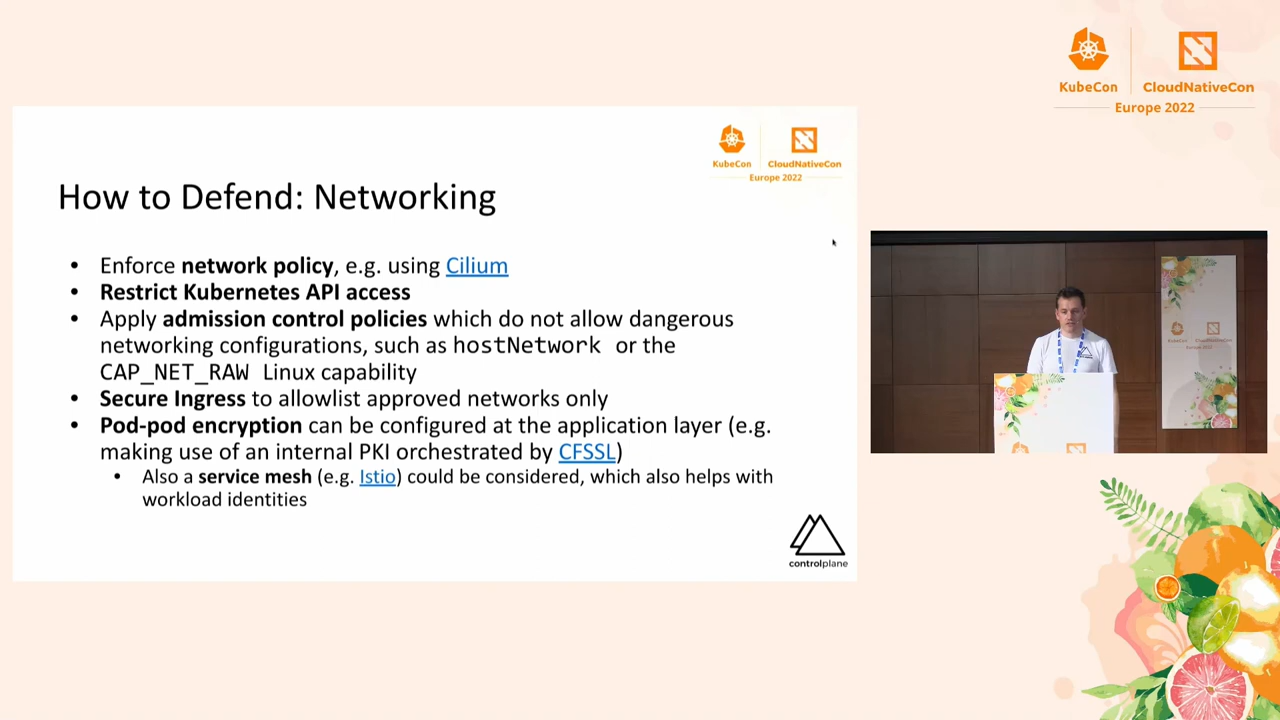 KubeCon
CloudNativeCon
Europe 2022
KubeCon
CloudNativeCon
Europe 2022
How to Defend: Networking
• Enforce network policy, e.g. using Cilium
• Restrict Kubernetes API access
• Apply admission control policies which do not allow dangerous
networking configurations, such as hostNetwork or the
CAP_NET_RAW Linux capability
• Secure Ingress to allowlist approved networks only
• Pod-pod encryption can be configured at the application layer (e.g.
making use of an internal PKI orchestrated by CFSSL)
• Also a service mesh (e.g. Istio) could be considered, which also helps with
workload identities
controlplane